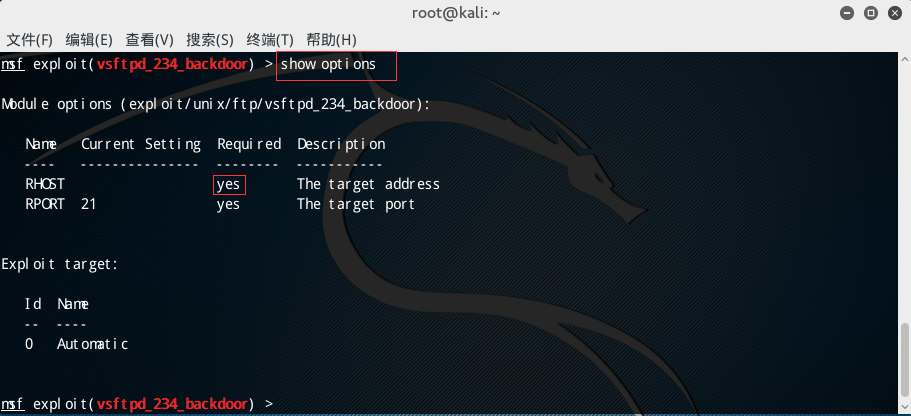 root@kali: ~
文件(F) 编辑(E) 查看(V) 搜索(S) 终端(T) 帮助(H)
msf exploit(vsftpd_234_backdoor) > show options
Module options (exploit/unix/ftp/vsftpd_234_backdoor):
Name Current Setting Required Description
---- --------------- -------- -----------
RHOST yes The target address
RPORT 21 yes The target port
Exploit target:
Id Name
-- ----
0 Automatic
msf exploit(vsftpd_234_backdoor) >